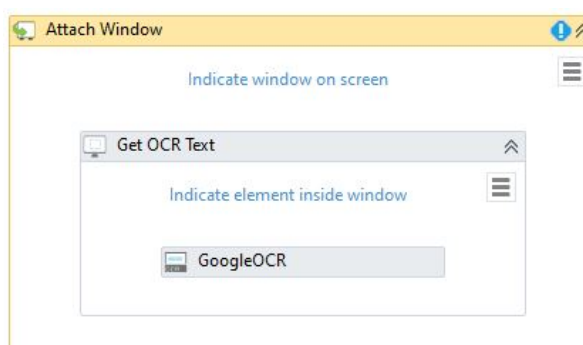 Attach Window
Indicate window on screen
Get OCR Text
Indicate element inside window
GoogleOCR